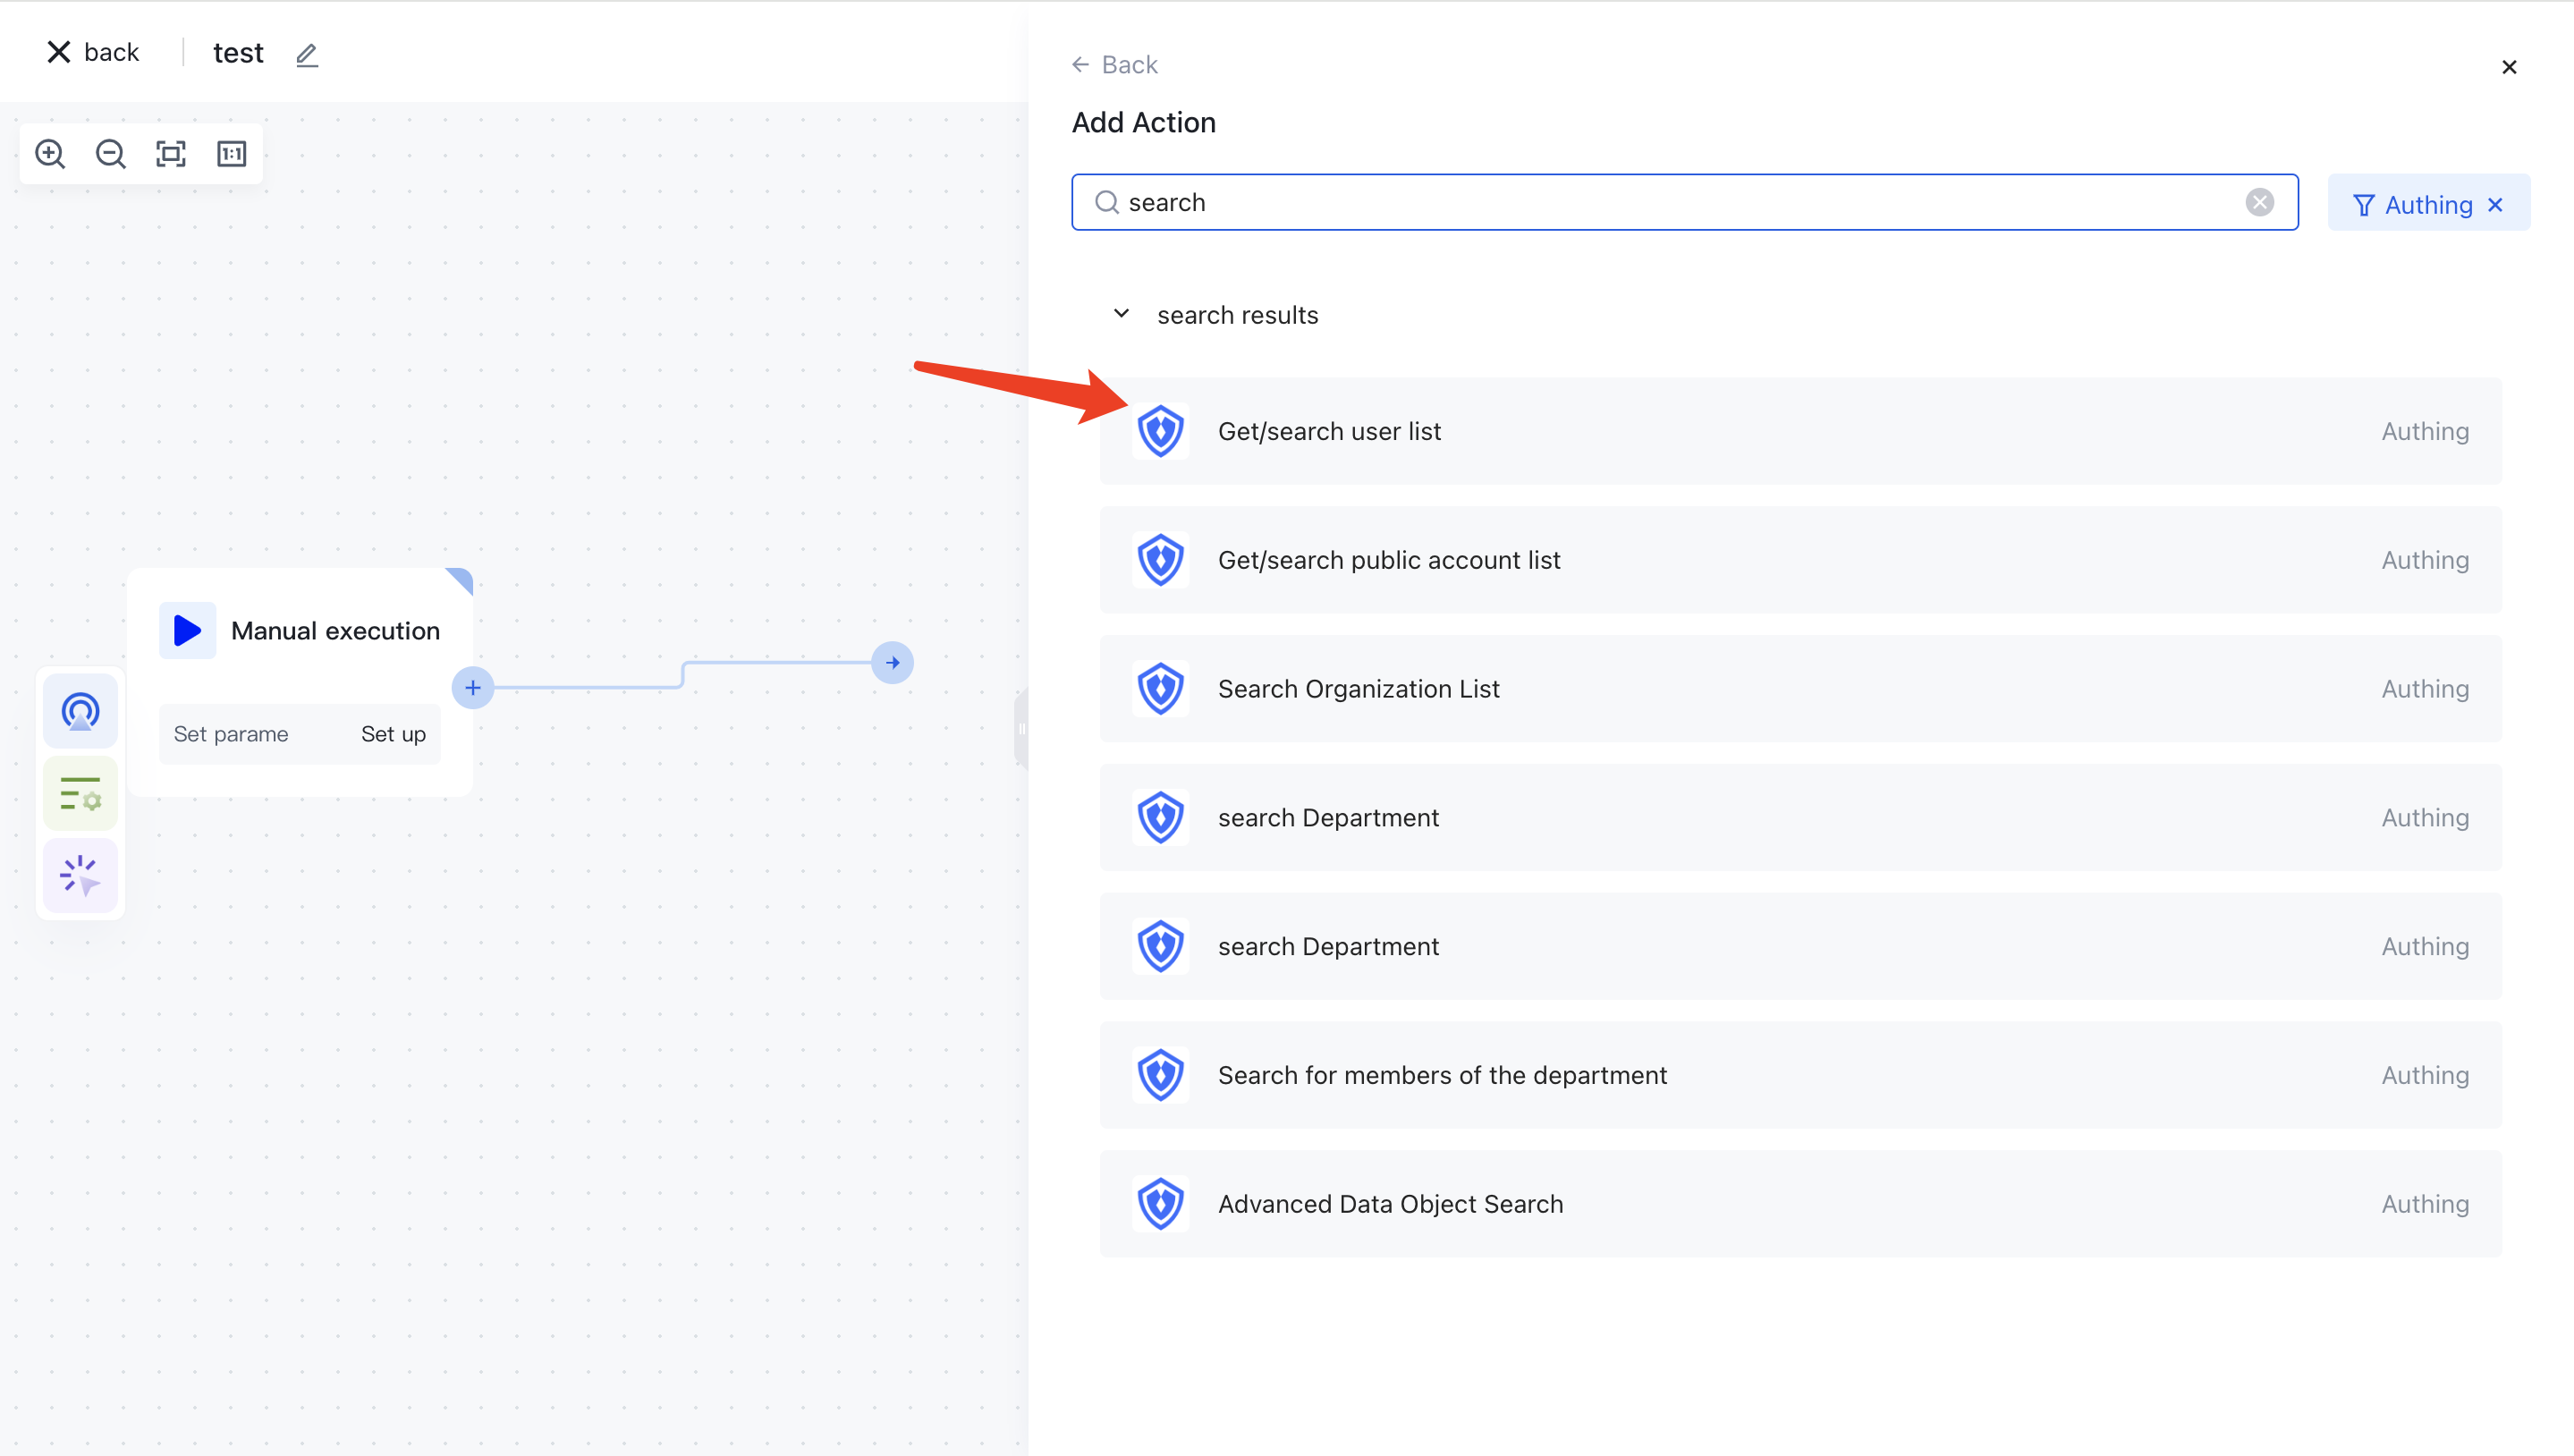 back
test
1:1
Manual execution
Set parame
Set up
Back
Add Action
search
Authing
search results
Get/search user list
Authing
Get/search public account list
Authing
Search Organization List
Authing
search Department
Authing
search Department
Authing
Search for members of the department
Authing
Advanced Data Object Search
Authing